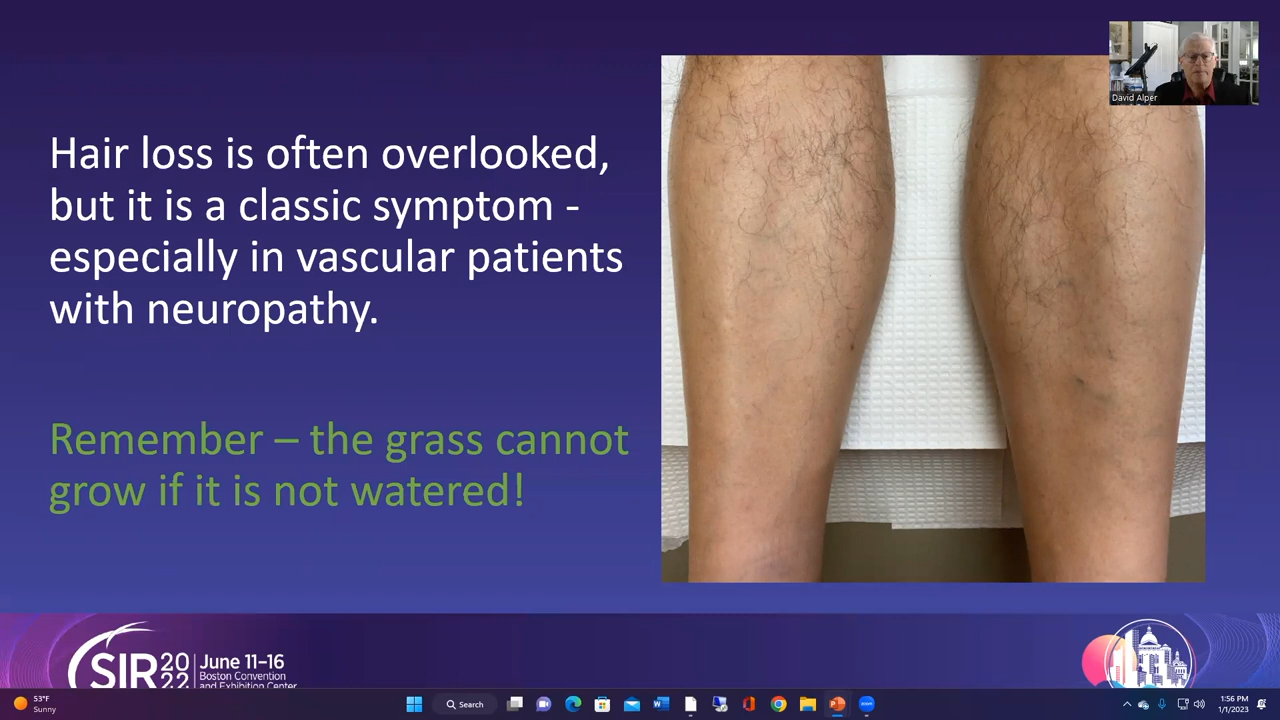 David Alper
Hair loss is often overlooked,
but it is a classic symptom -
especially in vascular patients
with neuropathy.
Remember – the grass cannot
grow if it is not watered!
SIR 20
22
June 11–16
Boston Convention
and Exhibition Center
53°F
Sunny
Search
1:56 PM
1/1/2023